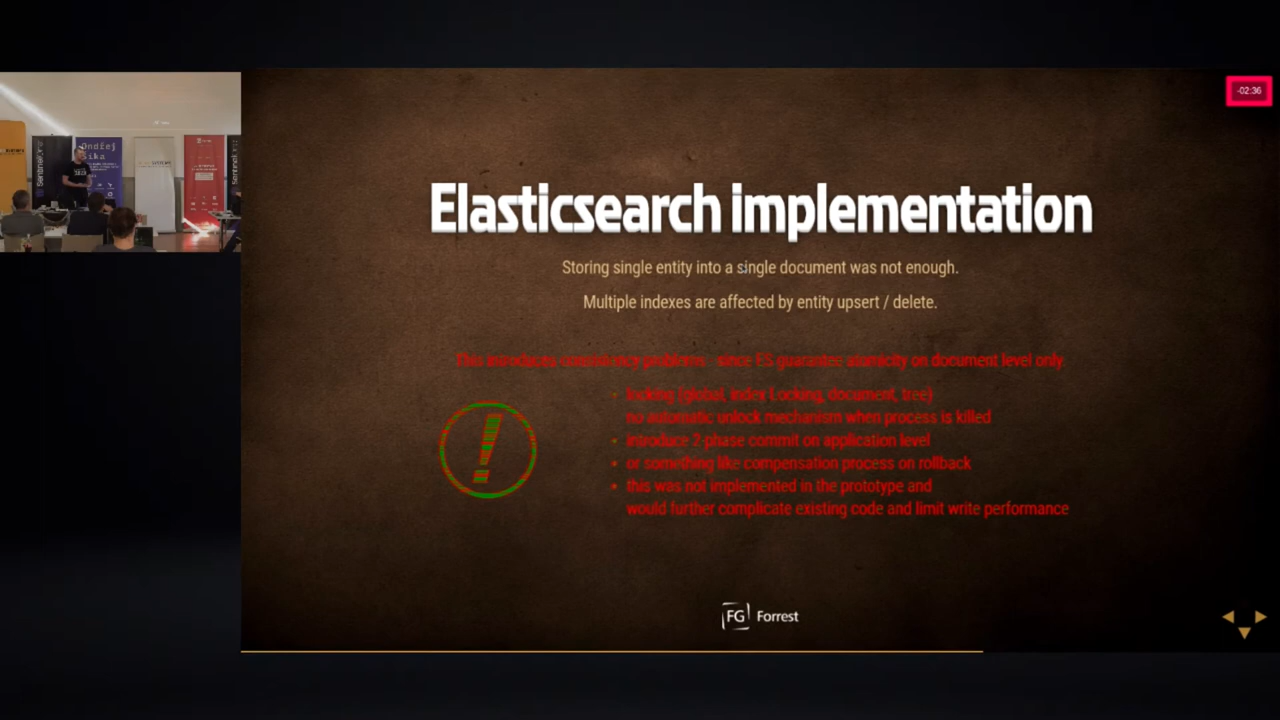 -02:36
Ondřej
SentinelOne
Elasticsearch implementation
Storing single entity into a single document was not enough.
Multiple indexes are affected by entity upsert / delete.
This introduces consistency problems - since ES guarantee atomicity on document level only
• locking (global, index Locking, document, tree)
no automatic unlock mechanism when process is killed
• introduce 2-phase commit on application level
• or something like compensation process on rollback
• this was not implemented in the prototype and
would further complicate existing code and limit write performance
FG Forrest